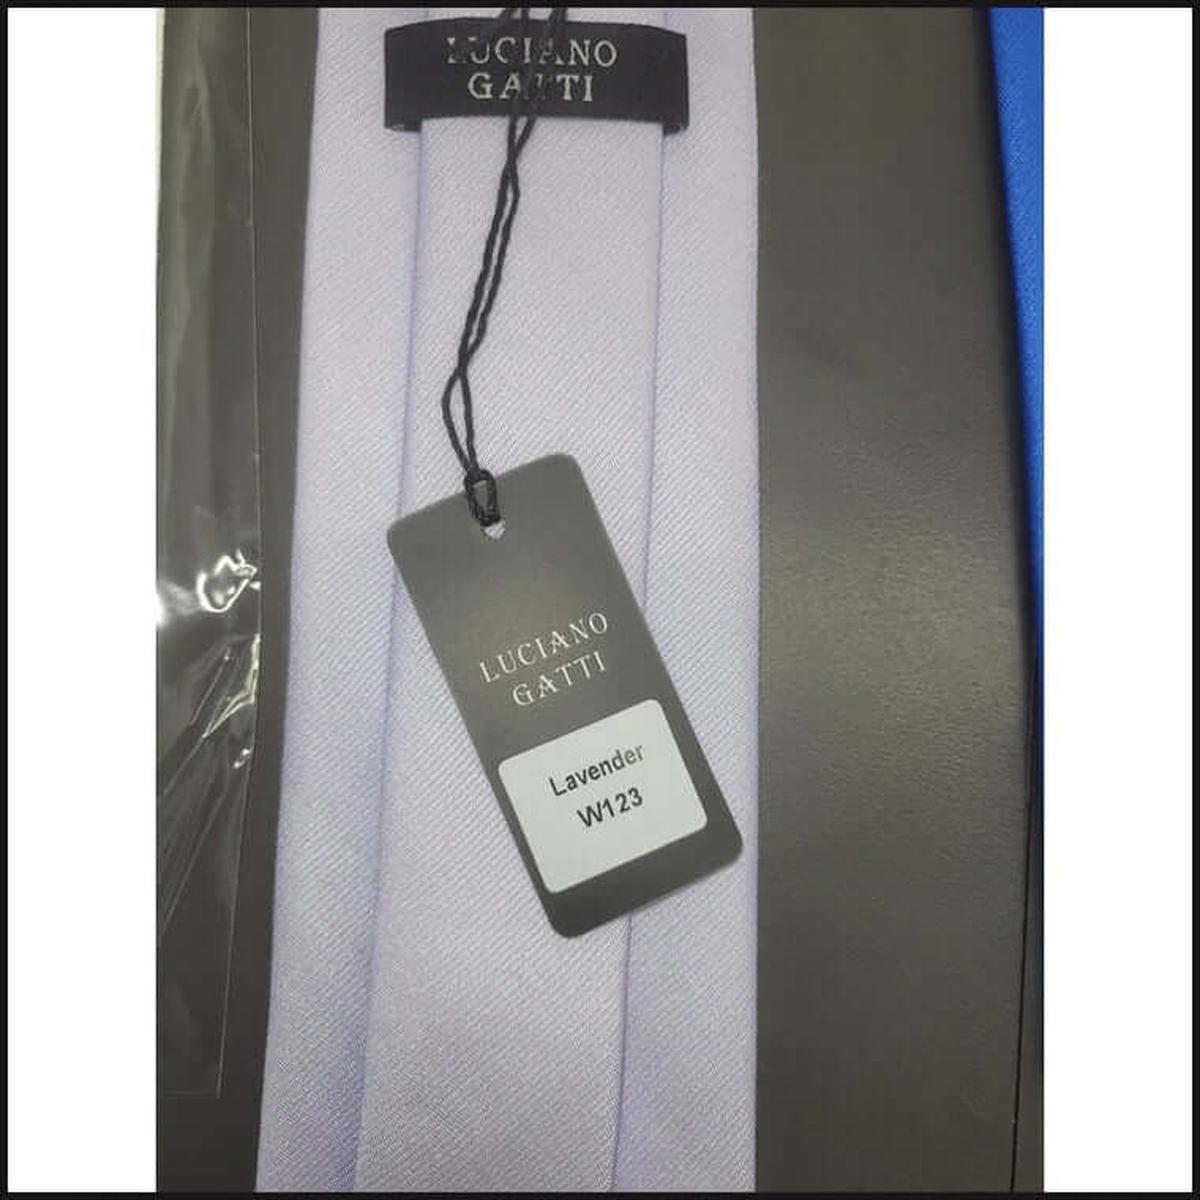 LUCIANO
GATTI
LUCIANO
GATTI
Lavender
W123